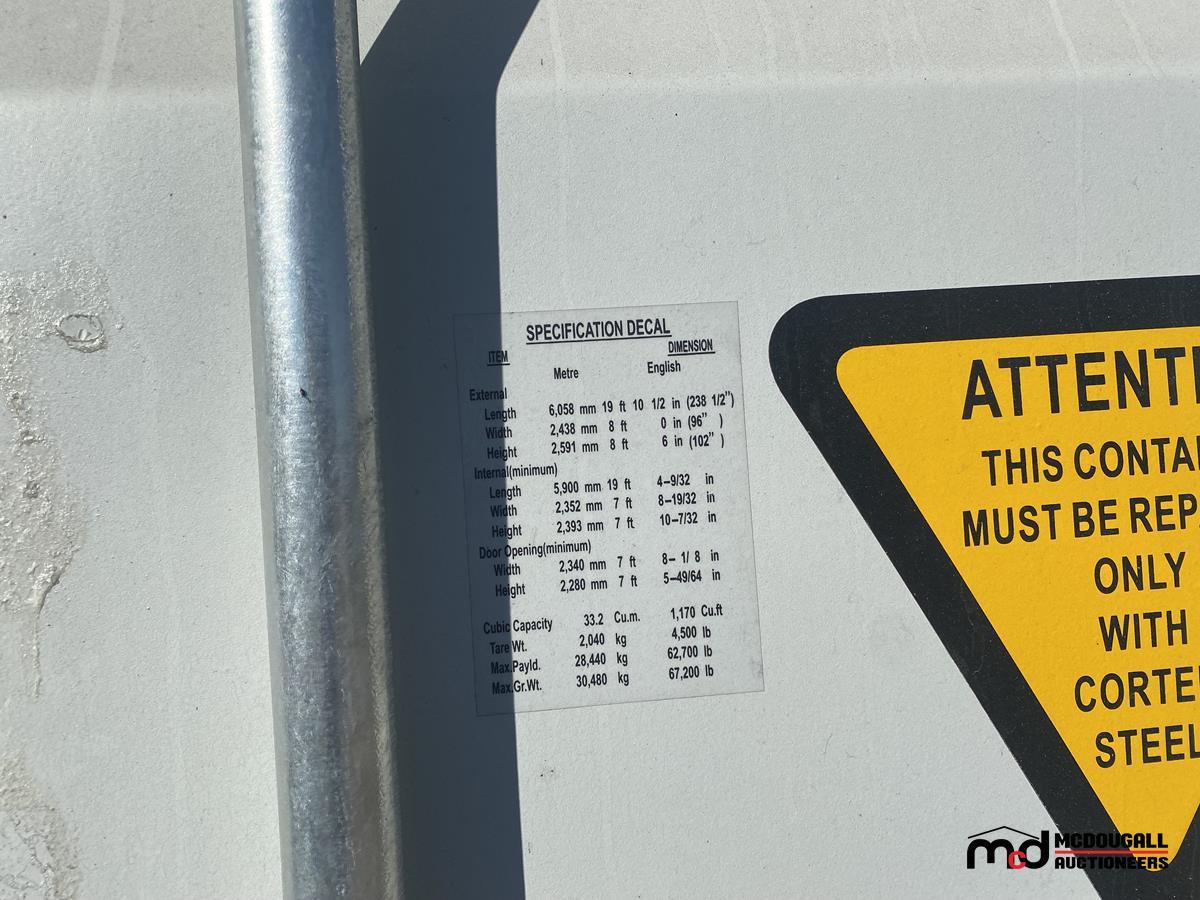 SPECIFICATION DECAL
ITEM DIMENSION
Metre English
External
Length 6,058 mm 19 ft 10 1/2 in (238 1/2")
Width 2,438 mm 8 ft 0 in (96" )
Height 2,591 mm 8 ft 6 in (102" )
Internal(minimum)
Length 5,900 mm 19 ft 4-9/32 in
Width 2,352 mm 7 ft 8-19/32 in
Height 2,393 mm 7 ft 10-7/32 in
Door Opening(minimum)
Width 2,340 mm 7 ft 8- 1/ 8 in
Height 2,280 mm 7 ft 5-49/64 in
Cubic Capacity 33.2 Cu.m. 1,170 Cu.ft
Tare Wt. 2,040 kg 4,500 lb
Max.Payld. 28,440 kg 62,700 lb
Max.Gr.Wt. 30,480 kg 67,200 lb
ATTENTI
THIS CONTA
MUST BE REP
ONLY
WITH
CORTE
STEEL
mcd MCDOUGALL
AUCTIONEERS